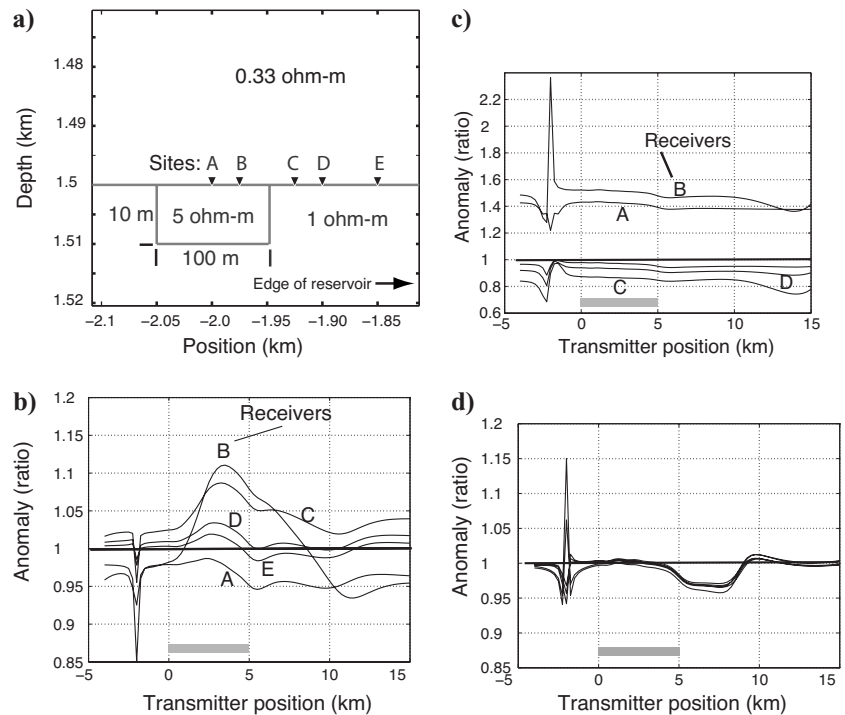 a)
Depth (km)
1.48
1.49
1.5
1.51
1.52
0.33 ohm-m
Sites: A B C D E
10 m
5 ohm-m
1 ohm-m
100 m
Edge of reservoir
−2.1 −2.05 −2.0 −1.95 −1.9 −1.85
Position (km)
c)
Anomaly (ratio)
2.2
2
1.8
1.6
1.4
1.2
1
0.8
0.6
Receivers
B
A
C
D
−5 0 5 10 15
Transmitter position (km)
b)
Anomaly (ratio)
1.2
1.15
1.1
1.05
1
0.95
0.9
0.85
Receivers
B
C
D
E
A
−5 0 5 10 15
Transmitter position (km)
d)
Anomaly (ratio)
1.2
1.15
1.1
1.05
1
0.95
0.9
0.85
−5 0 5 10 15
Transmitter position (km)